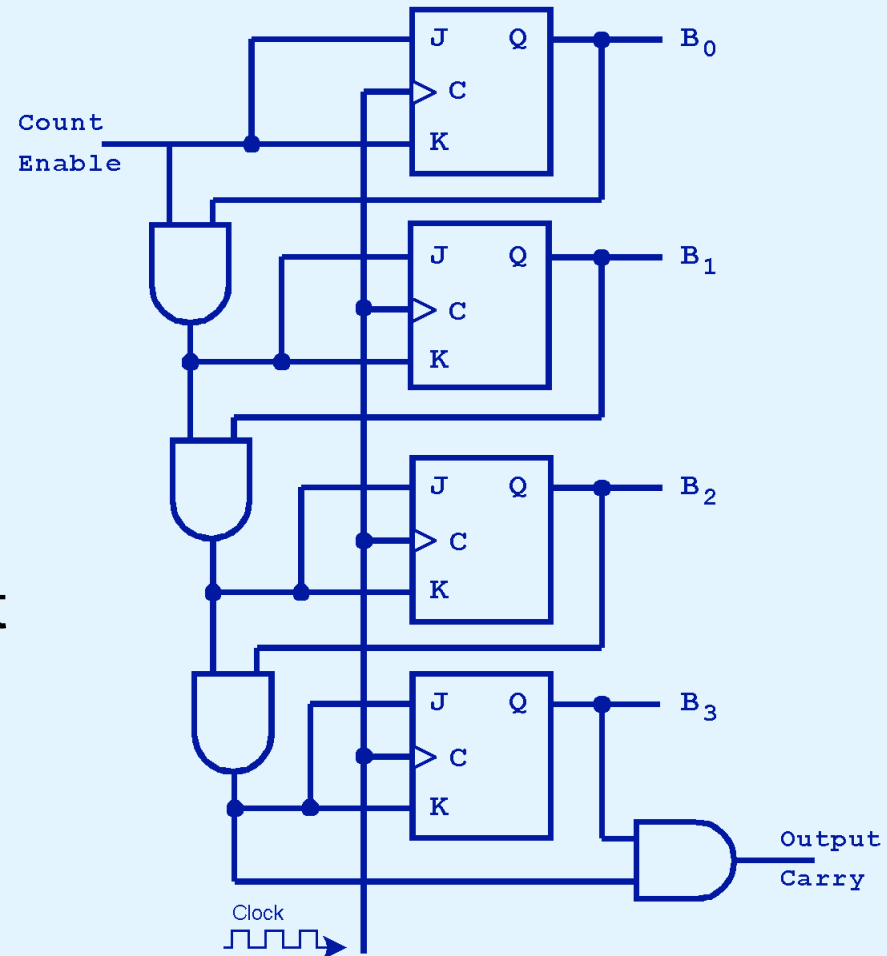 J Q B0
C
Count
Enable
K
J Q B1
C
K
J Q B2
C
t
K
J Q B3
C
K
Output
Carry
Clock